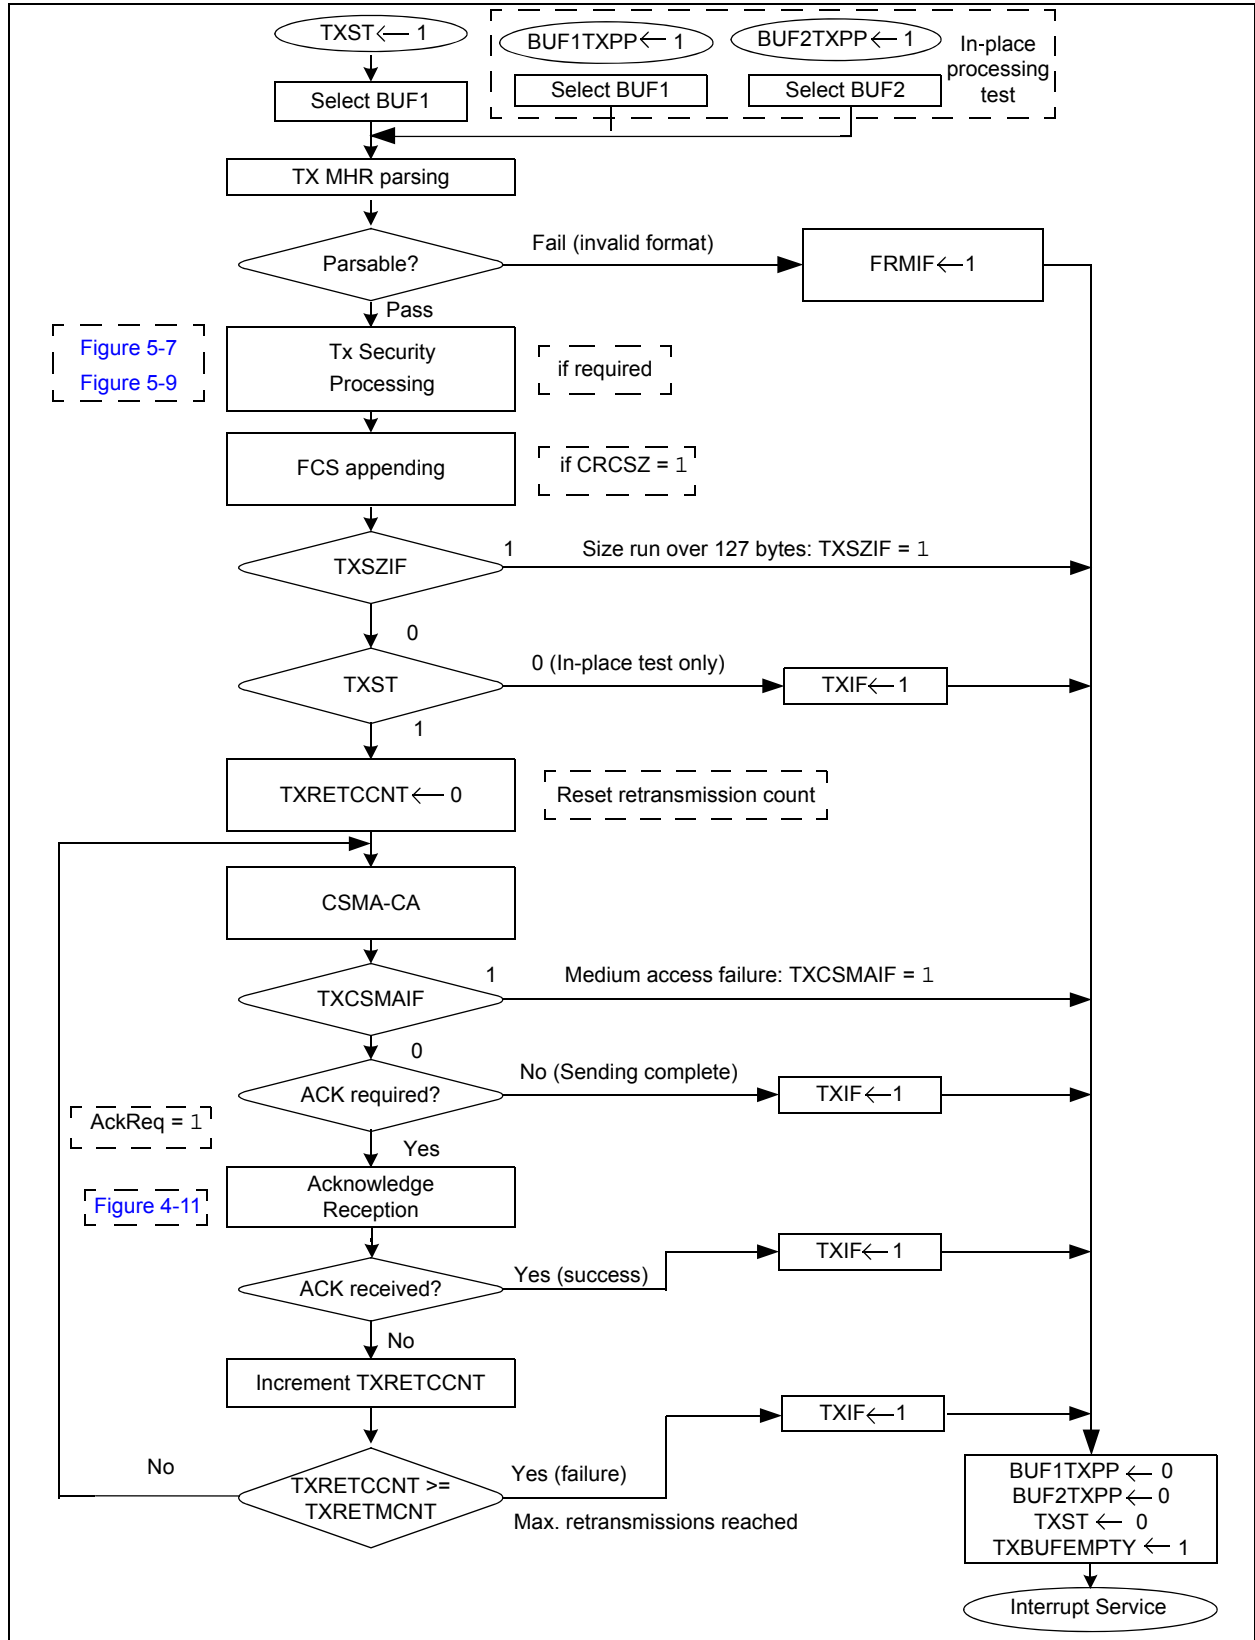 TXST ← 1
BUF1TXPP ← 1
BUF2TXPP ← 1
In-place
processing
test
Select BUF1
Select BUF1
Select BUF2
TX MHR parsing
Parsable?
Fail (invalid format)
FRMIF ← 1
Pass
Figure 5-7
Figure 5-9
Tx Security
Processing
if required
FCS appending
if CRCSZ = 1
TXSZIF
1
Size run over 127 bytes: TXSZIF = 1
0
TXST
0 (In-place test only)
TXIF ← 1
1
TXRETCCNT ← 0
Reset retransmission count
CSMA-CA
TXCSMAIF
1
Medium access failure: TXCSMAIF = 1
0
ACK required?
No (Sending complete)
TXIF ← 1
AckReq = 1
Yes
Figure 4-11
Acknowledge
Reception
ACK received?
Yes (success)
TXIF ← 1
No
Increment TXRETCCNT
TXIF ← 1
No
TXRETCCNT >=
TXRETMCNT
Yes (failure)
Max. retransmissions reached
BUF1TXPP ← 0
BUF2TXPP ← 0
TXST ← 0
TXBUFEMPTY ← 1
Interrupt Service